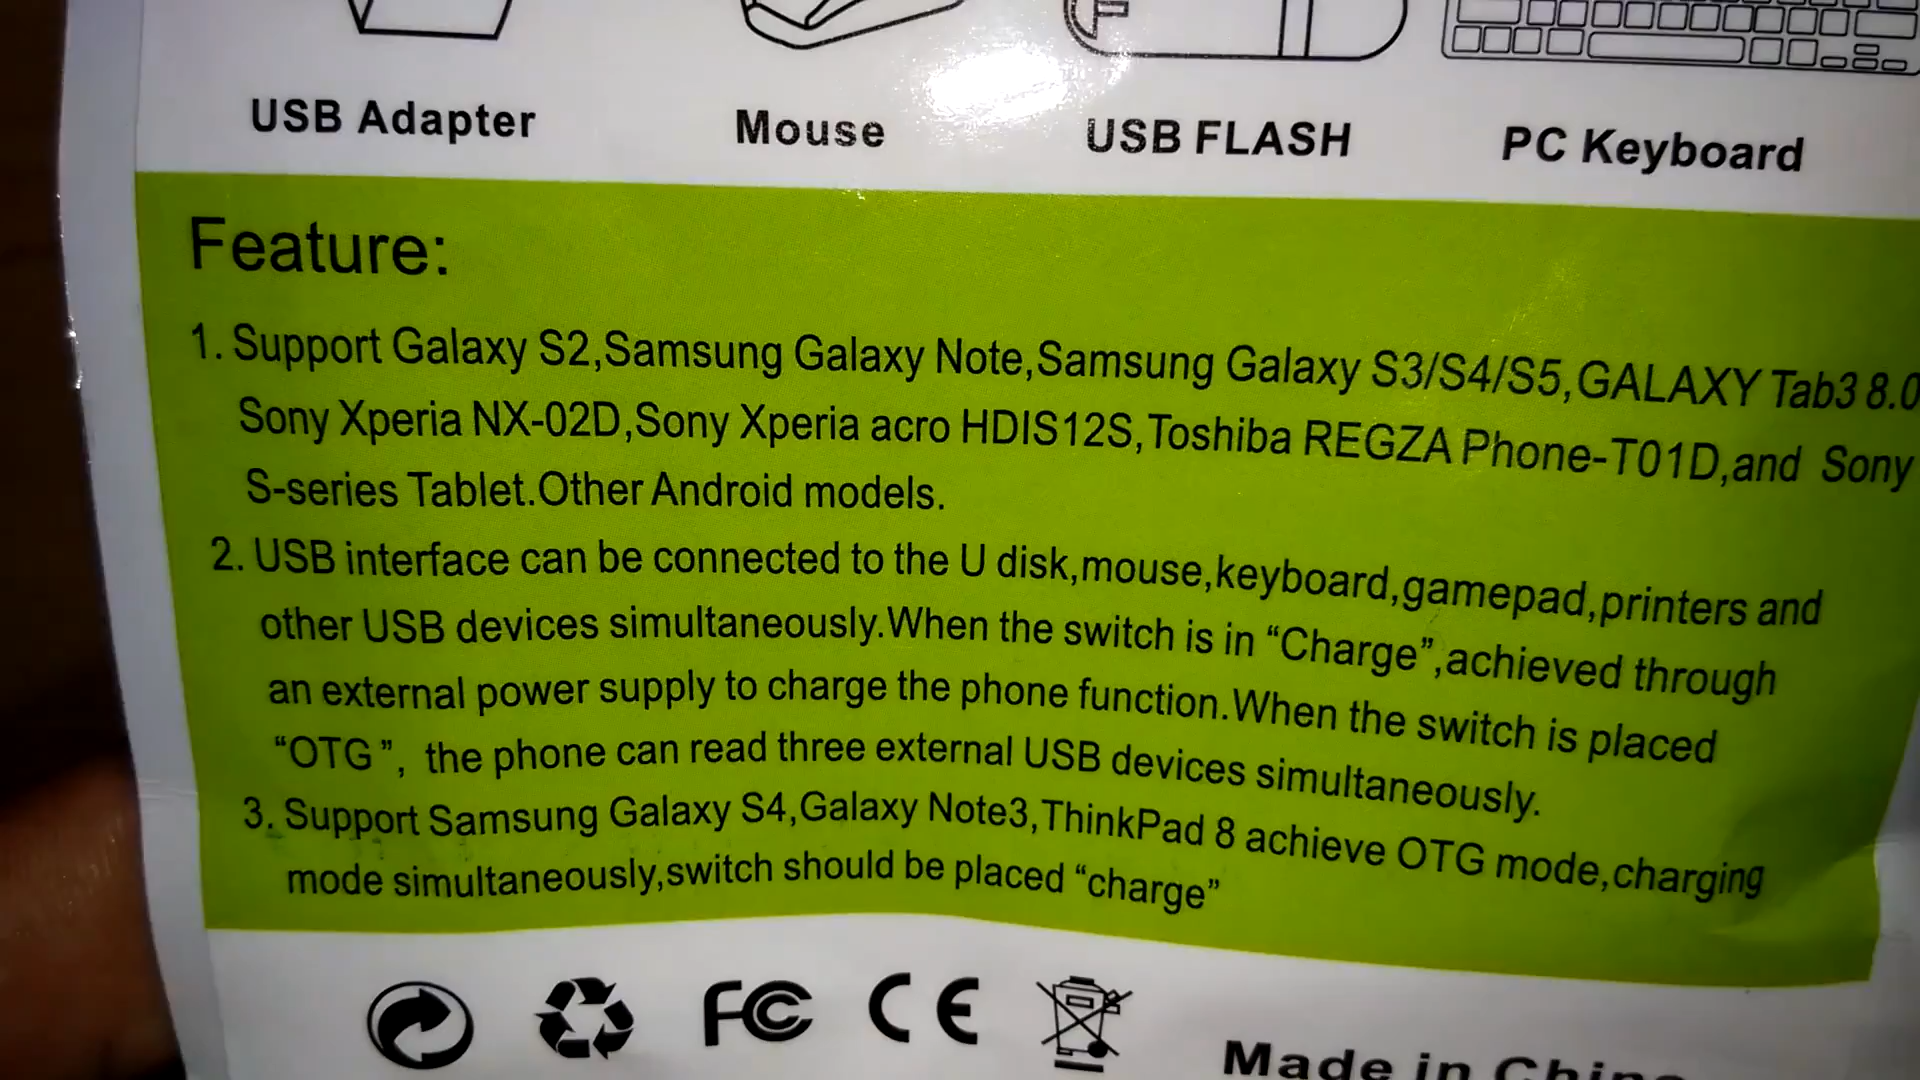 USB Adapter Mouse USB FLASH PC Keyboard
Feature:
1. Support Galaxy S2,Samsung Galaxy Note,Samsung Galaxy S3/S4/S5,GALAXY Tab3 8.0
Sony Xperia NX-02D,Sony Xperia acro HDIS12S,Toshiba REGZA Phone-T01D,and Sony
S-series Tablet.Other Android models.
2. USB interface can be connected to the U disk,mouse,keyboard,gamepad,printers and
other USB devices simultaneously.When the switch is in “Charge”,achieved through
an external power supply to charge the phone function.When the switch is placed
“OTG”, the phone can read three external USB devices simultaneously.
3. Support Samsung Galaxy S4,Galaxy Note3,ThinkPad 8 achieve OTG mode,charging
mode simultaneously,switch should be placed “charge”
FC CE
Made in China